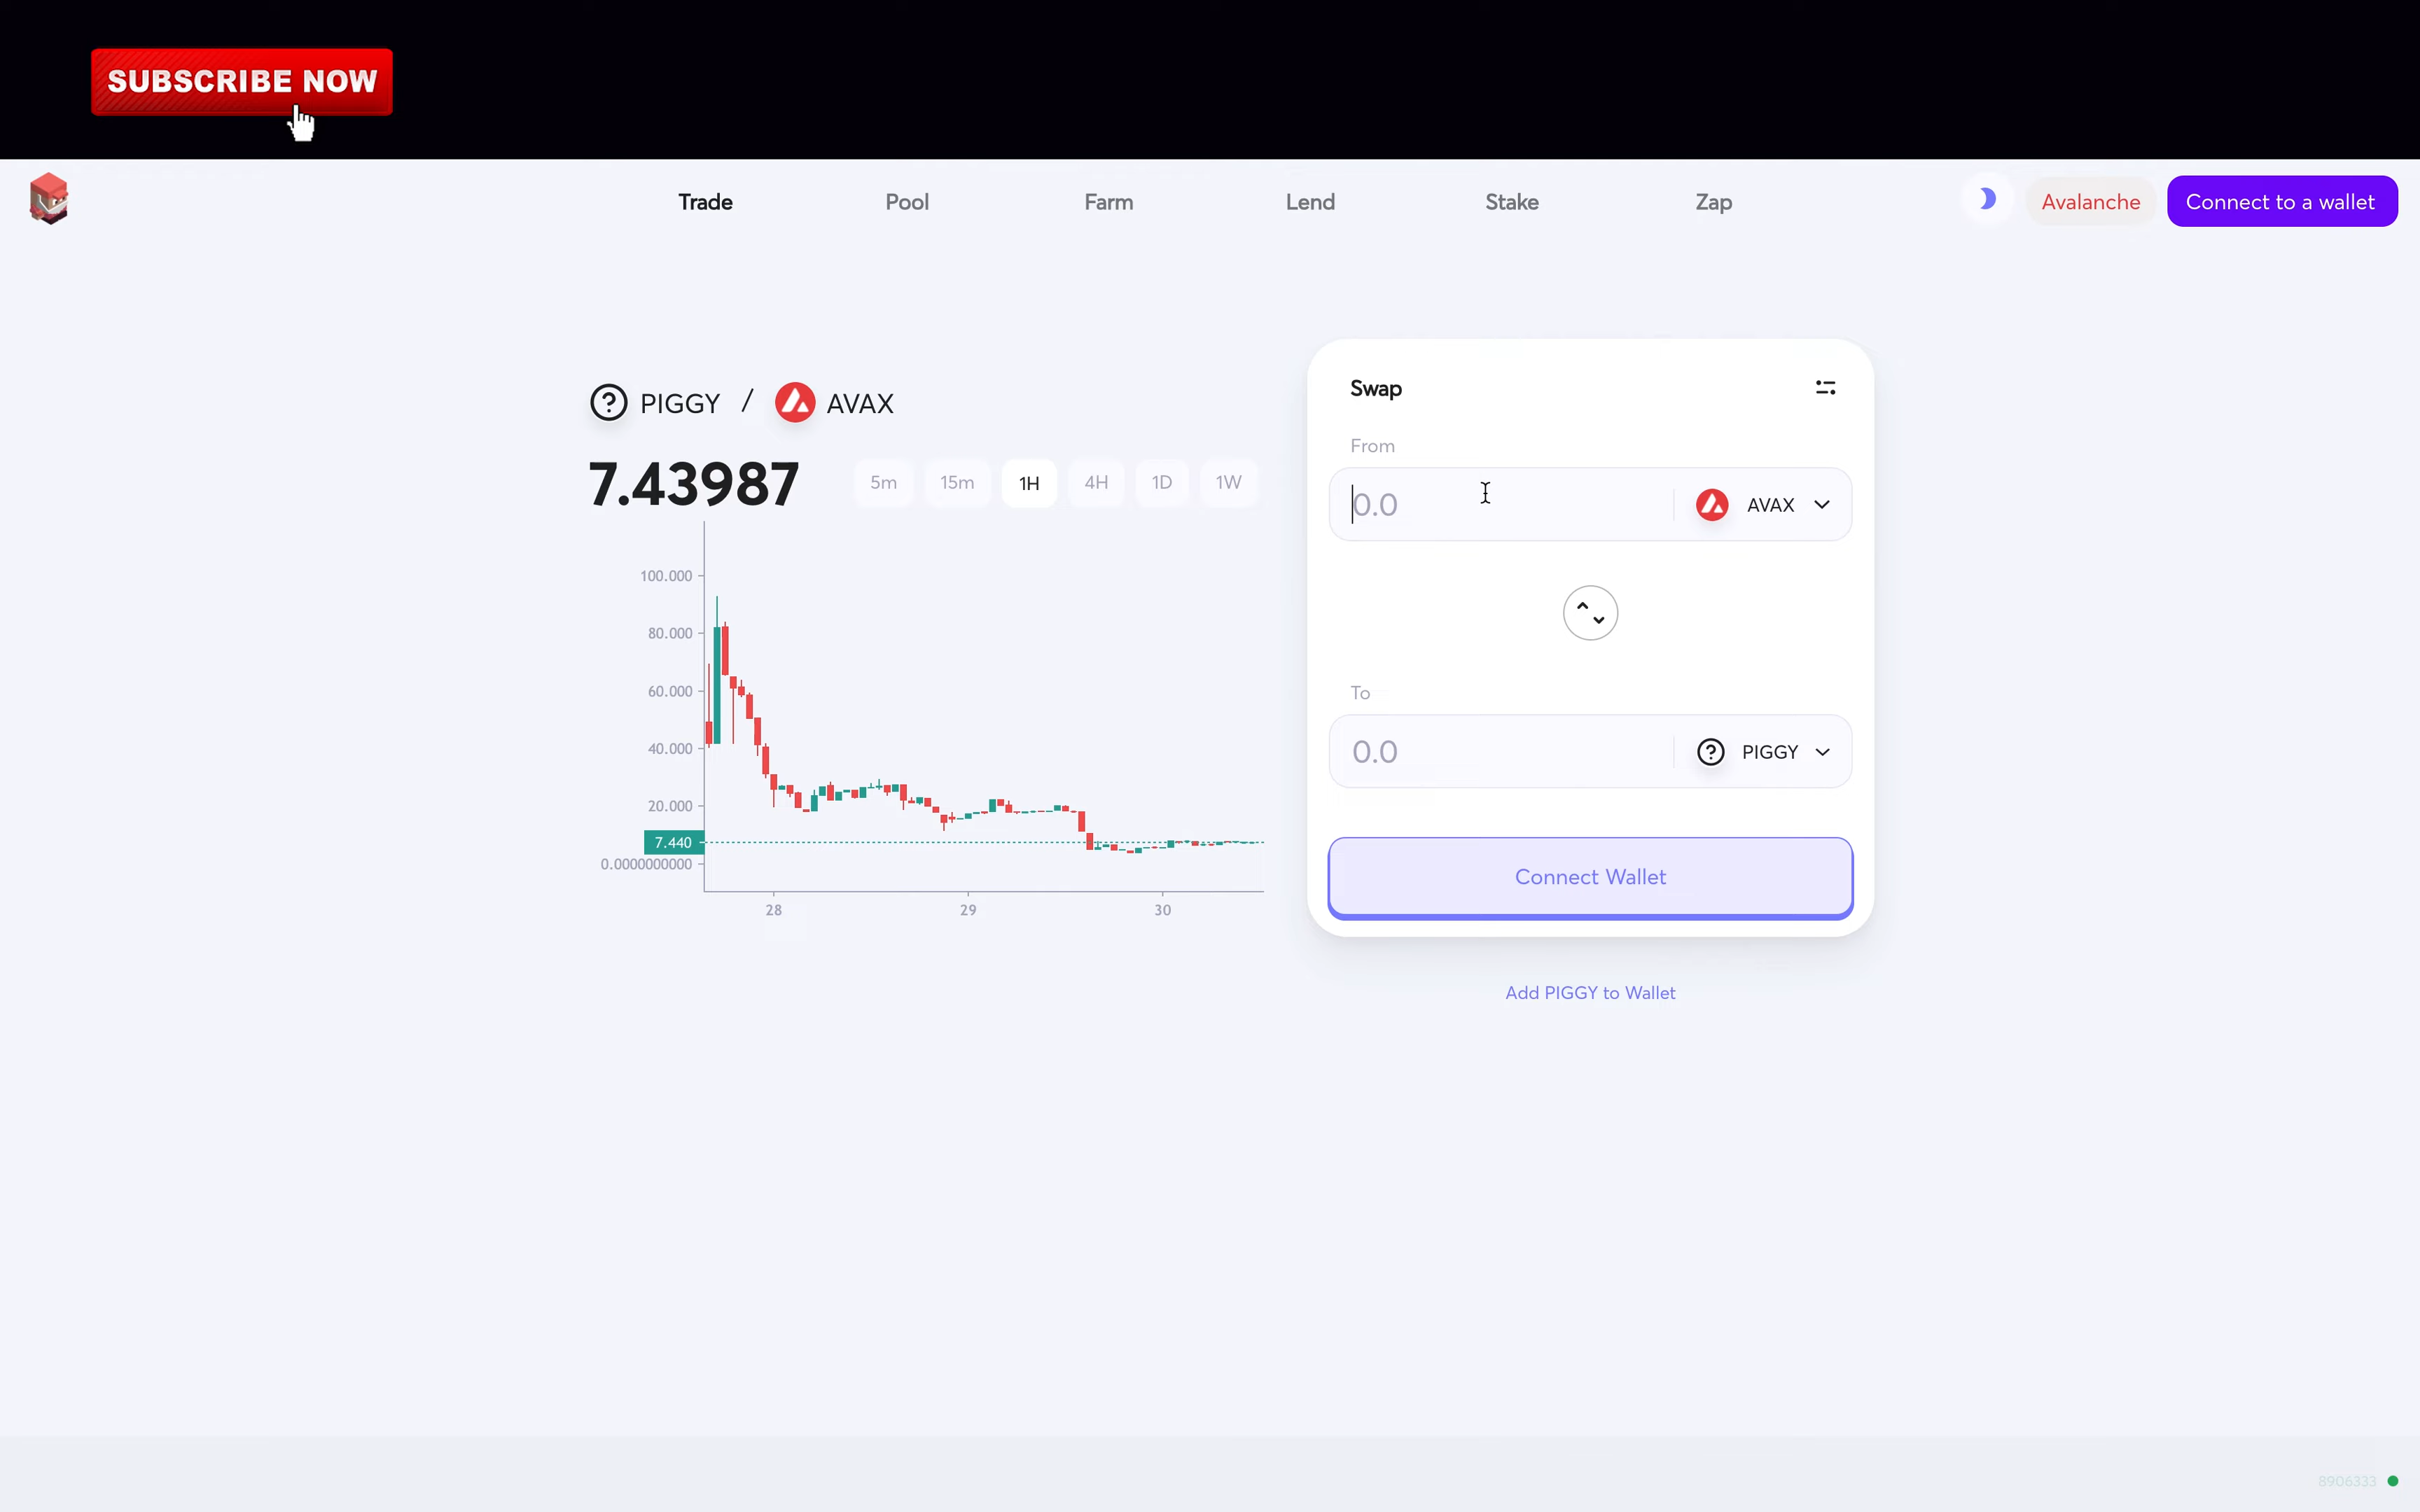 SUBSCRIBE NOW
Trade Pool Farm Lend Stake Zap Avalanche Connect to a wallet
PIGGY / AVAX
7.43987 5m 15m 1H 4H 1D 1W
100.000
80.000
60.000
40.000
20.000
7.440
0.0000000000
28 29 30
Swap
From
0.0 AVAX
To
0.0 PIGGY
Connect Wallet
Add PIGGY to Wallet
8906333